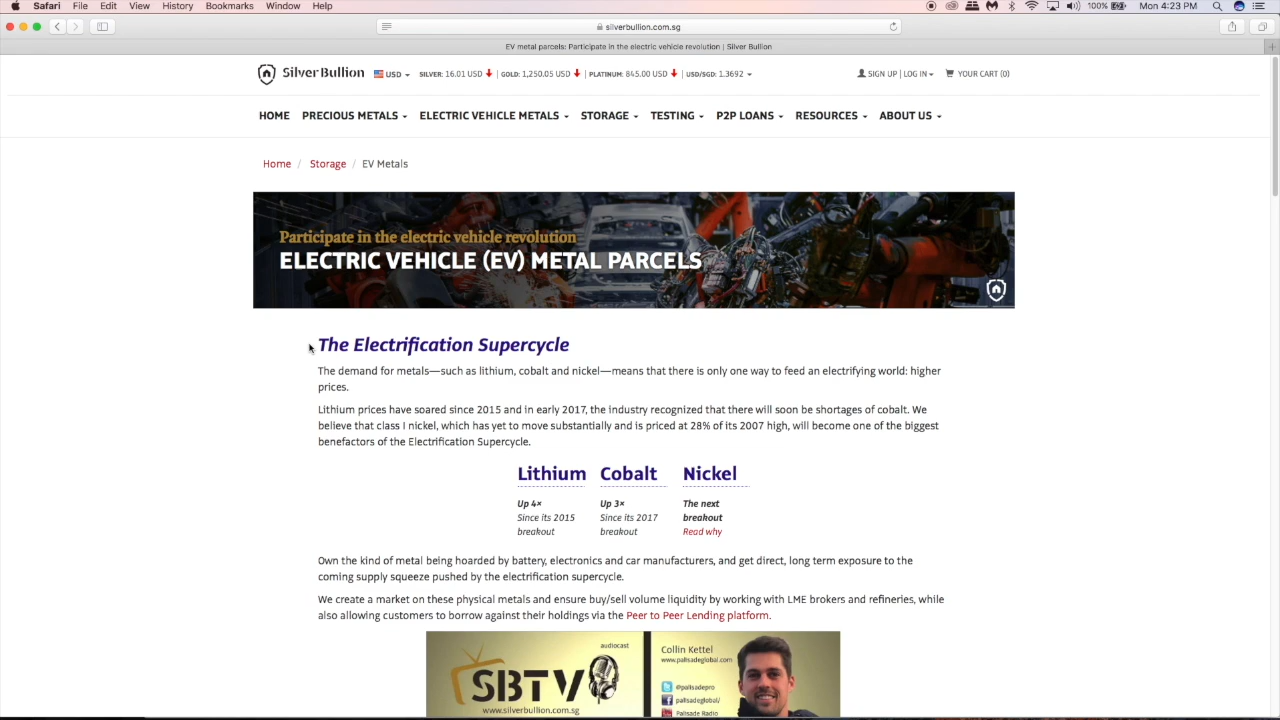 Safari File Edit View History Bookmarks Window Help 100% Mon 4:23 PM
silverbullion.com.sg
EV metal parcels: Participate in the electric vehicle revolution | Silver Bullion
Silver Bullion USD SILVER: 16.01 USD | GOLD: 1,250.05 USD | PLATINUM: 845.00 USD | USD/SGD: 1.3692 SIGN UP | LOG IN YOUR CART (0)
HOME PRECIOUS METALS ELECTRIC VEHICLE METALS STORAGE TESTING P2P LOANS RESOURCES ABOUT US
Home / Storage / EV Metals
Participate in the electric vehicle revolution
ELECTRIC VEHICLE (EV) METAL PARCELS
The Electrification Supercycle
The demand for metals—such as lithium, cobalt and nickel—means that there is only one way to feed an electrifying world: higher
prices.
Lithium prices have soared since 2015 and in early 2017, the industry recognized that there will soon be shortages of cobalt. We
believe that class I nickel, which has yet to move substantially and is priced at 28% of its 2007 high, will become one of the biggest
benefactors of the Electrification Supercycle.
Lithium Cobalt Nickel
Up 4× Up 3× The next
Since its 2015 Since its 2017 breakout
breakout breakout Read why
Own the kind of metal being hoarded by battery, electronics and car manufacturers, and get direct, long term exposure to the
coming supply squeeze pushed by the electrification supercycle.
We create a market on these physical metals and ensure buy/sell volume liquidity by working with LME brokers and refineries, while
also allowing customers to borrow against their holdings via the Peer to Peer Lending platform.
audiocast
SBTV
www.silverbullion.com.sg
Collin Kettel
www.palisadeglobal.com
@palisadepro
palisadeglobal/
Palisade Radio